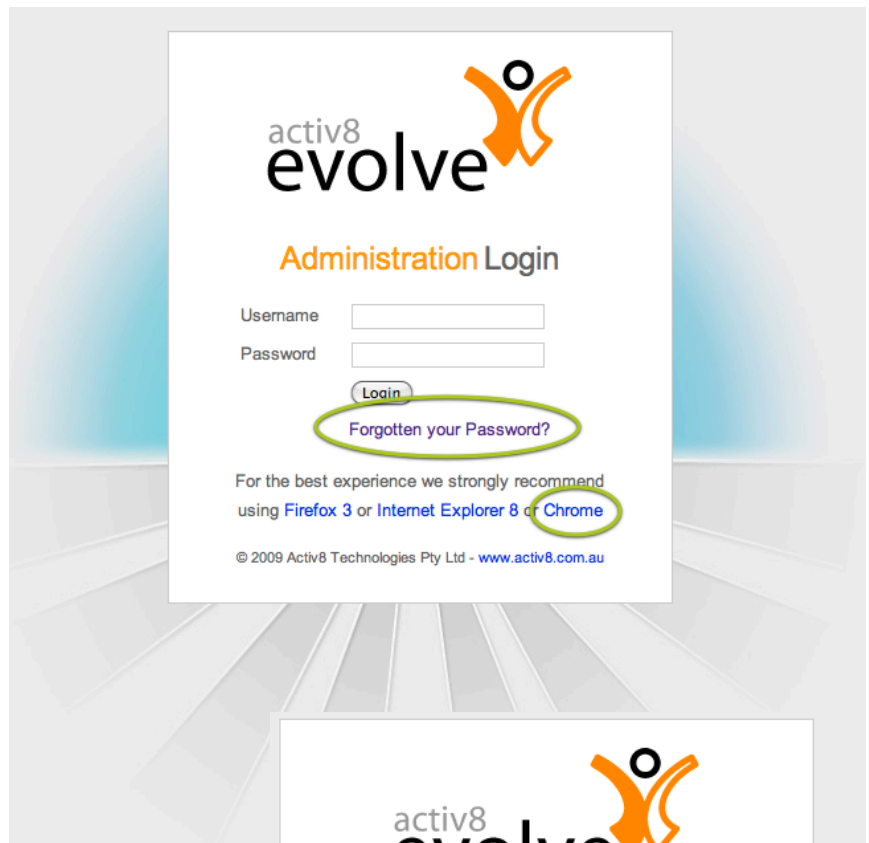 activ8
evolve
Administration Login
Username
Password
Login
Forgotten your Password?
For the best experience we strongly recommend
using Firefox 3 or Internet Explorer 8 or Chrome
© 2009 Activ8 Technologies Pty Ltd - www.activ8.com.au
activ8
evolve